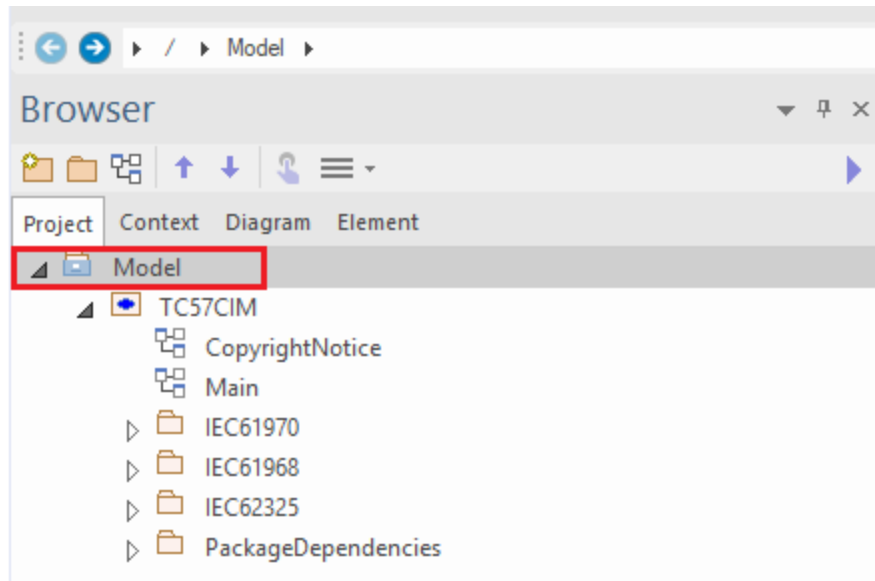 / Model
Browser
Project Context Diagram Element
Model
TC57CIM
CopyrightNotice
Main
IEC61970
IEC61968
IEC62325
PackageDependencies